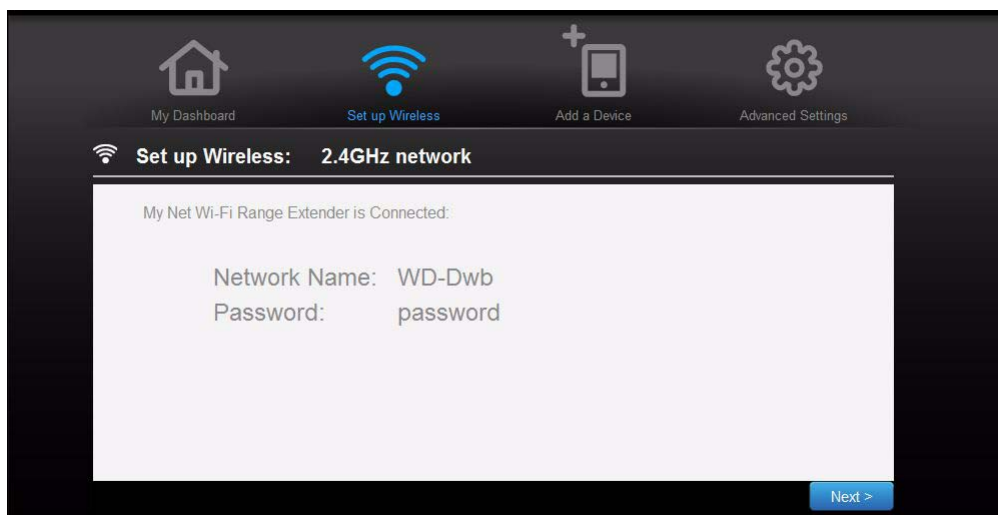 My Dashboard Set up Wireless Add a Device Advanced Settings
Set up Wireless: 2.4GHz network
My Net Wi-Fi Range Extender is Connected:
Network Name: WD-Dwb
Password: password
Next >